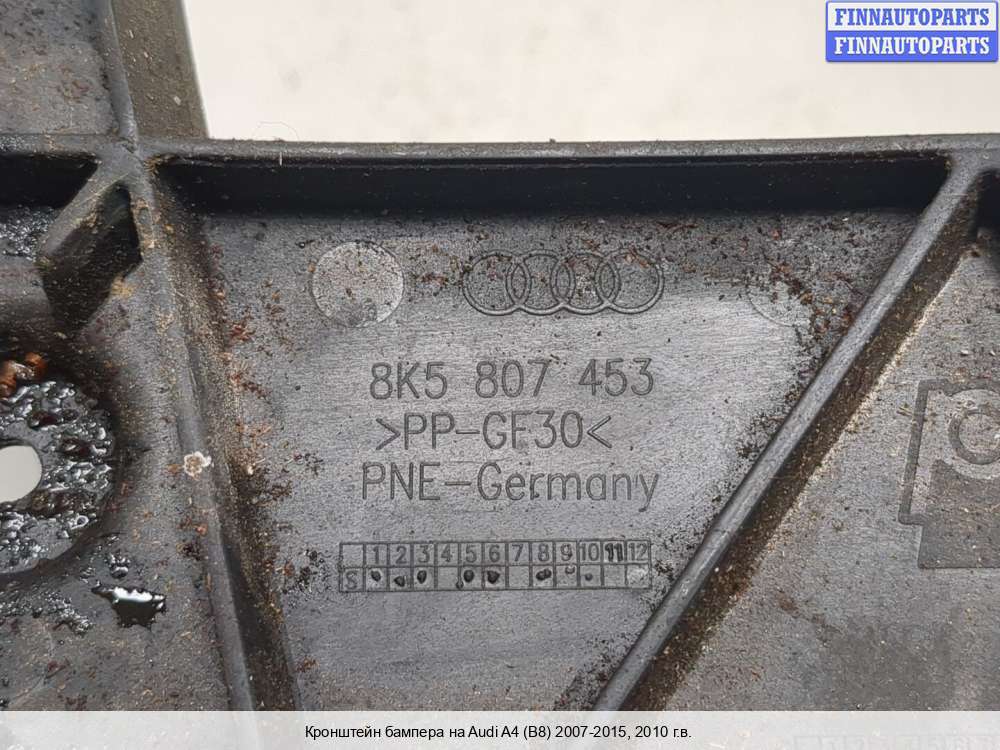 FINNAUTOPARTS
FINNAUTOPARTS
8K5 807 453
>PP-GF30<
PNE-Germany
1 2 3 4 5 6 7 8 9 10 11 12
S
Кронштейн бампера на Audi A4 (B8) 2007-2015, 2010 г.в.